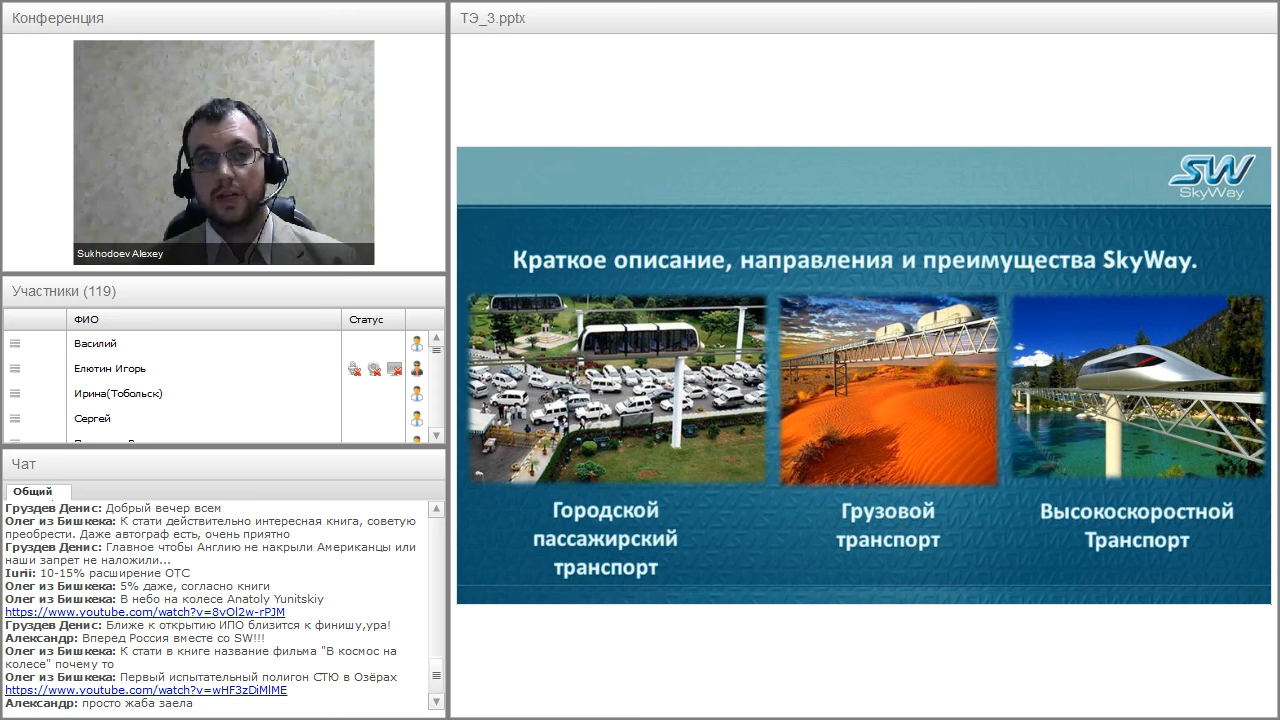 Конференция
Sukhodoev Alexey
Участники (119)
ФИО
Статус
Василий
Елютин Игорь
Ирина(Тобольск)
Сергей
Чат
Общий
Груздев Денис: Добрый вечер всем
Олег из Бишкека: К стати действительно интересная книга, советую
преобрести. Даже автограф есть, очень приятно
Груздев Денис: Главное чтобы Англию не накрыли Американцы или
наши запрет не наложили...
Iurii: 10-15% расширение ОТС
Олег из Бишкека: 5% даже, согласно книги
Олег из Бишкека: В небо на колесе Anatoly Yunitskiy
https://www.youtube.com/watch?v=8vOl2w-rPJM
Груздев Денис: Ближе к открытию ИПО близится к финишу,ура!
Александр: Вперед Россия вместе со SW!!!
Олег из Бишкека: К стати в книге название фильма "В космос на
колесе" почему то
Олег из Бишкека: Первый испытательный полигон СТЮ в Озёрах
https://www.youtube.com/watch?v=wHF3zDiMlME
Александр: просто жаба заела
ТЭ_3.pptx
SW
SkyWay
Краткое описание, направления и преимущества SkyWay.
Городской
пассажирский
транспорт
Грузовой
транспорт
Высокоскоростной
Транспорт